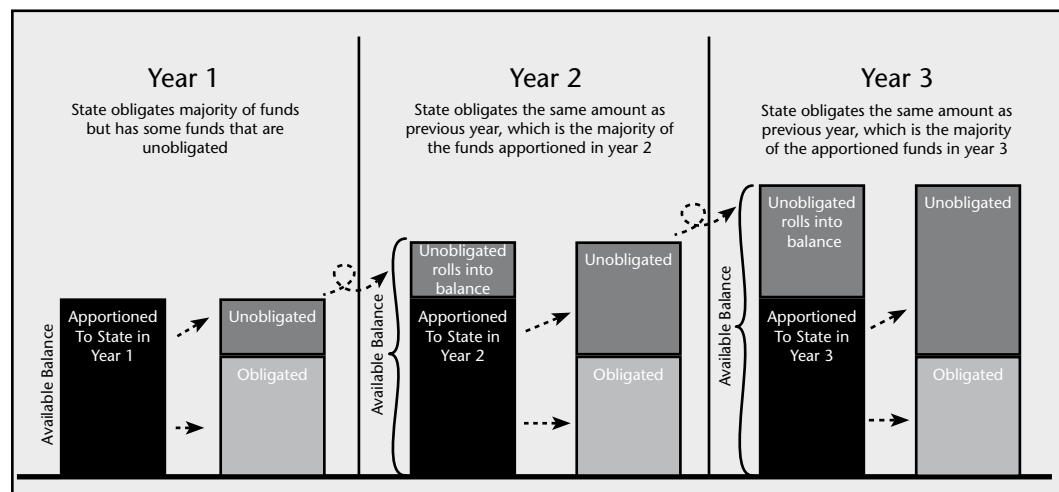 Year 1
State obligates majority of funds
but has some funds that are
unobligated
Available Balance
Apportioned
To State in
Year 1
Unobligated
Obligated
Year 2
State obligates the same amount as
previous year, which is the majority of
the funds apportioned in year 2
Available Balance
Unobligated
rolls into
balance
Apportioned
To State in
Year 2
Unobligated
Obligated
Year 3
State obligates the same amount as
previous year, which is the majority
of the apportioned funds in year 3
Available Balance
Unobligated
rolls into
balance
Apportioned
To State in
Year 3
Unobligated
Obligated